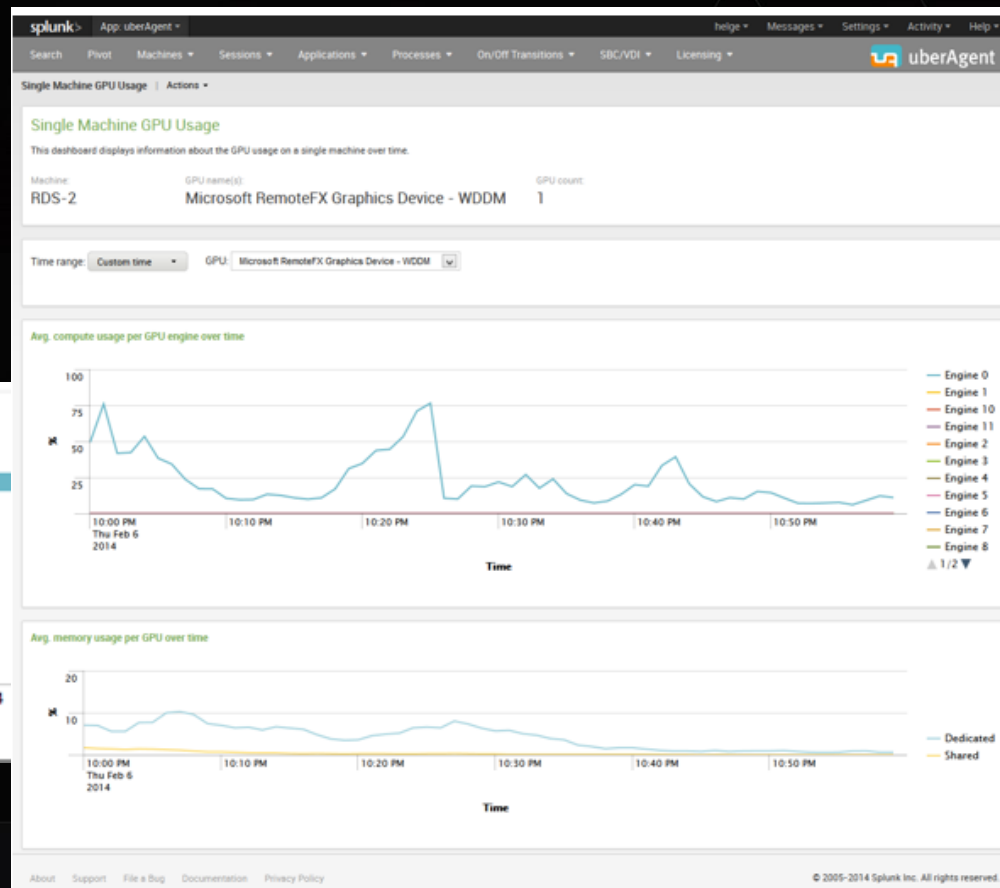 splunk> App: uberAgent helge Messages Settings Activity Help
Search Pivot Machines Sessions Applications Processes On/Off Transitions SBC/VDI Licensing uberAgent
Single Machine GPU Usage | Actions
Single Machine GPU Usage
This dashboard displays information about the GPU usage on a single machine over time.
Machine: GPU name(s): GPU count:
RDS-2 Microsoft RemoteFX Graphics Device - WDDM 1
Time range: Custom time GPU: Microsoft RemoteFX Graphics Device - WDDM
Avg. compute usage per GPU engine over time
100
75
%
50
25
Engine 0
Engine 1
Engine 10
Engine 11
Engine 2
Engine 3
Engine 4
Engine 5
Engine 6
Engine 7
Engine 8
1/2
10:00 PM 10:10 PM 10:20 PM 10:30 PM 10:40 PM 10:50 PM
Thu Feb 6
2014
Time
Avg. memory usage per GPU over time
20
%
10
Dedicated
Shared
10:00 PM 10:10 PM 10:20 PM 10:30 PM 10:40 PM 10:50 PM
Thu Feb 6
2014
Time
About Support File a Bug Documentation Privacy Policy © 2005-2014 Splunk Inc. All rights reserved.